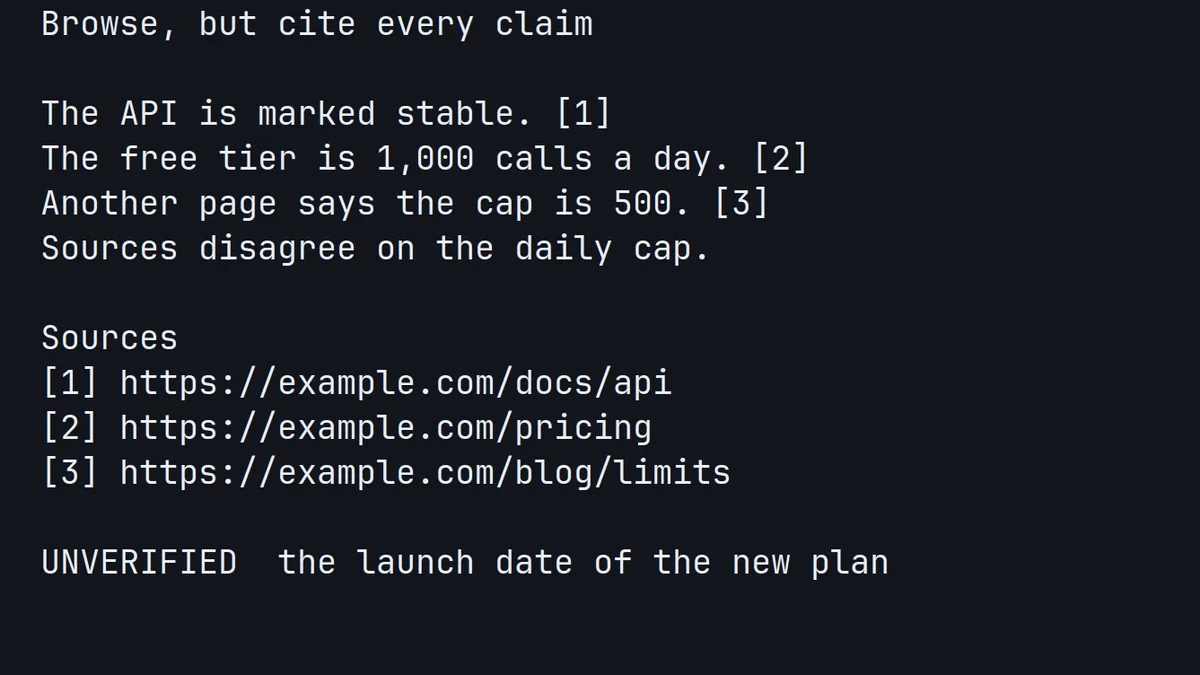 Browse, but cite every claim
The API is marked stable. [1]
The free tier is 1,000 calls a day. [2]
Another page says the cap is 500. [3]
Sources disagree on the daily cap.
Sources
[1] https://example.com/docs/api
[2] https://example.com/pricing
[3] https://example.com/blog/limits
UNVERIFIED  the launch date of the new plan